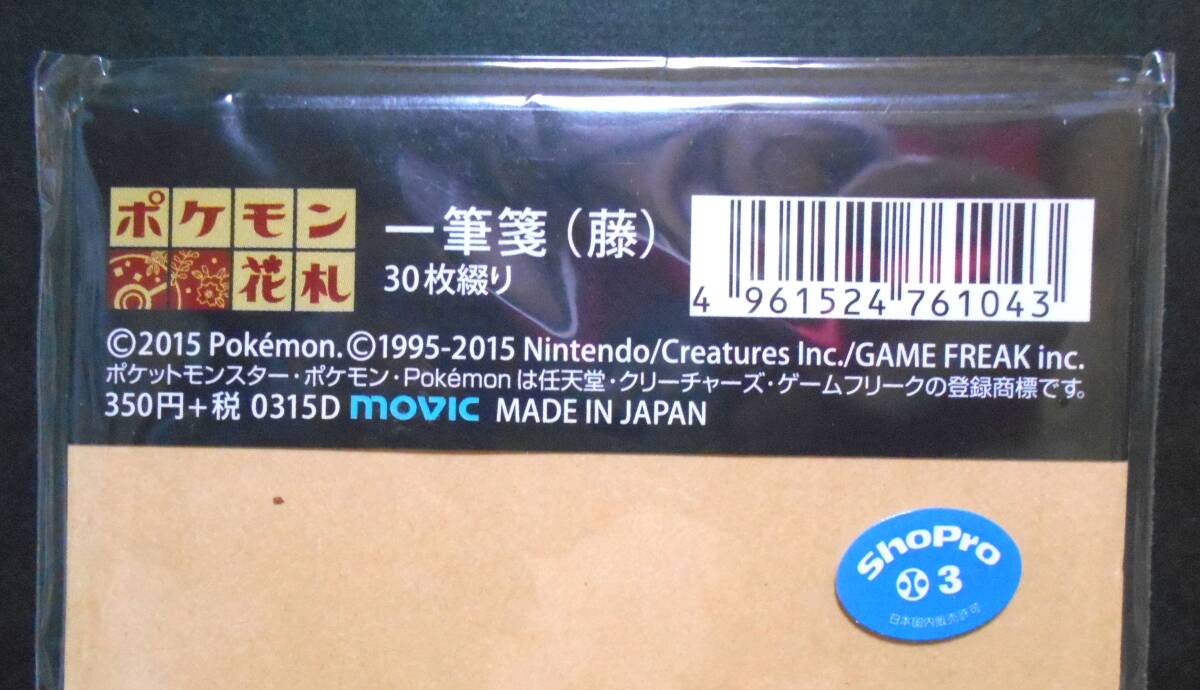 ポケモン
花札
一筆箋（藤）
30枚綴り
4 961524 761043
©2015 Pokémon. ©1995-2015 Nintendo/Creatures Inc./GAME FREAK inc.
ポケットモンスター・ポケモン・Pokémonは任天堂・クリーチャーズ・ゲームフリークの登録商標です。
350円+税 0315D movic MADE IN JAPAN
ShoPro
3
日本国内販売許可